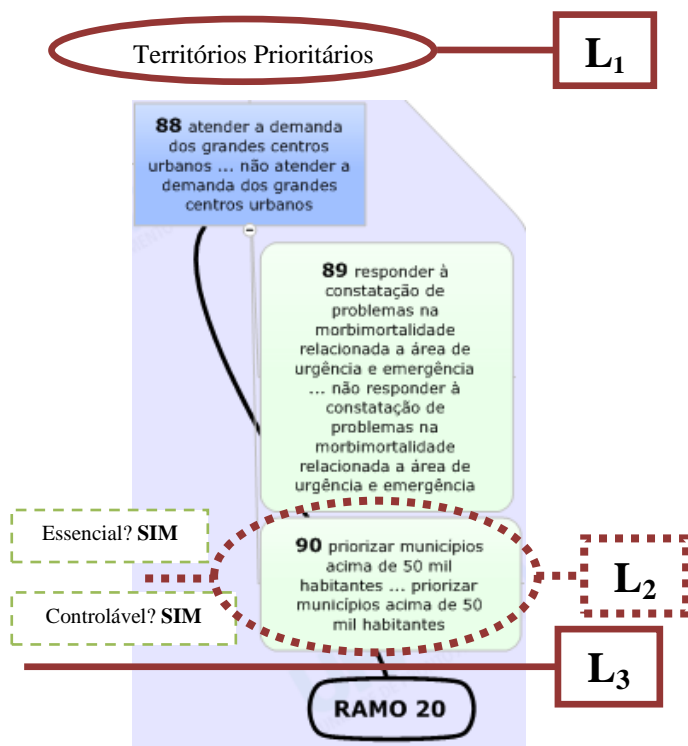 Territórios Prioritários
L₁
88 atender a demanda
dos grandes centros
urbanos ... não atender a
demanda dos grandes
centros urbanos
89 responder à
constatação de
problemas na
morbimortalidade
relacionada a área de
urgência e emergência
... não responder à
constatação de
problemas na
morbimortalidade
relacionada a área de
urgência e emergência
Essencial? SIM
90 priorizar municípios
acima de 50 mil
habitantes ... priorizar
municípios acima de 50
mil habitantes
L₂
Controlável? SIM
L₃
RAMO 20